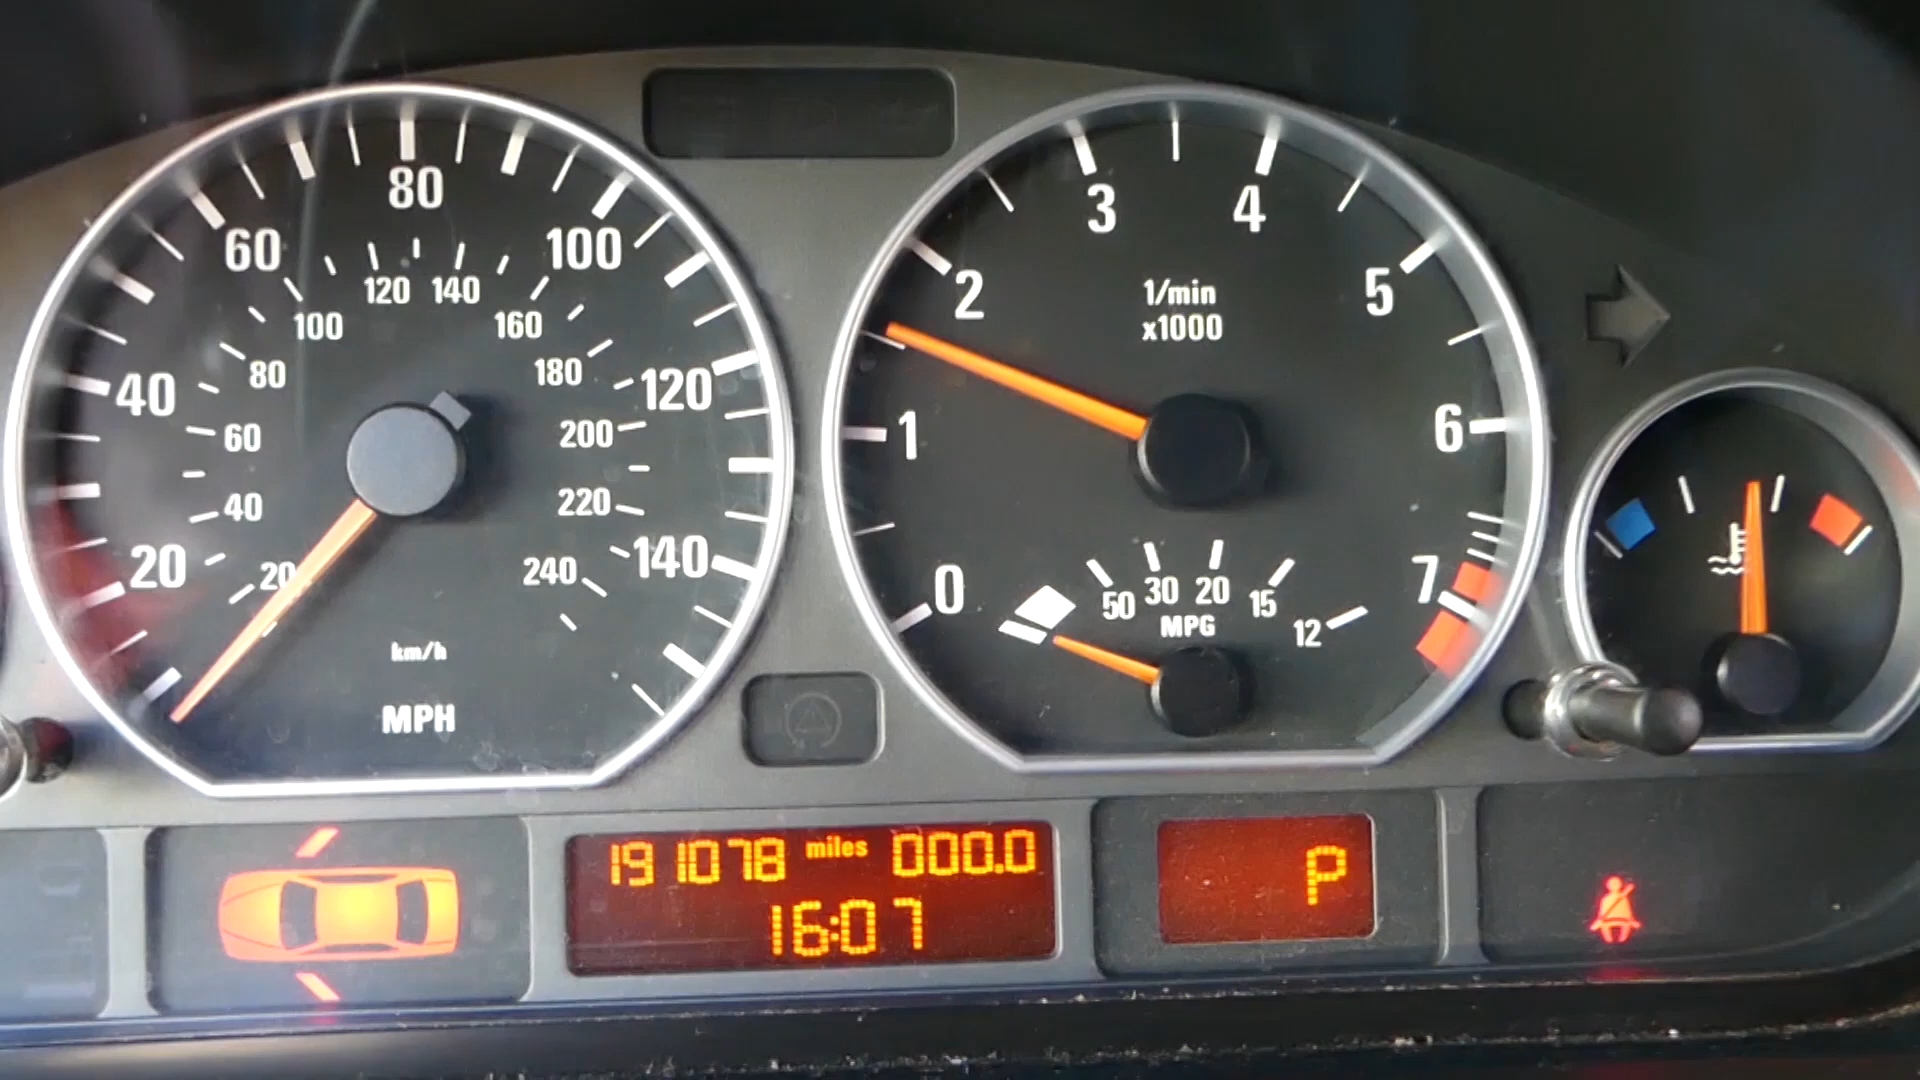 20 40 60 80 100 120 140
20 40 60 80 100 120 140 160 180 200 220 240
km/h
MPH
0 1 2 3 4 5 6 7
1/min
x1000
50 30 20 15 12
MPG
191078 miles 000.0
16:07
P